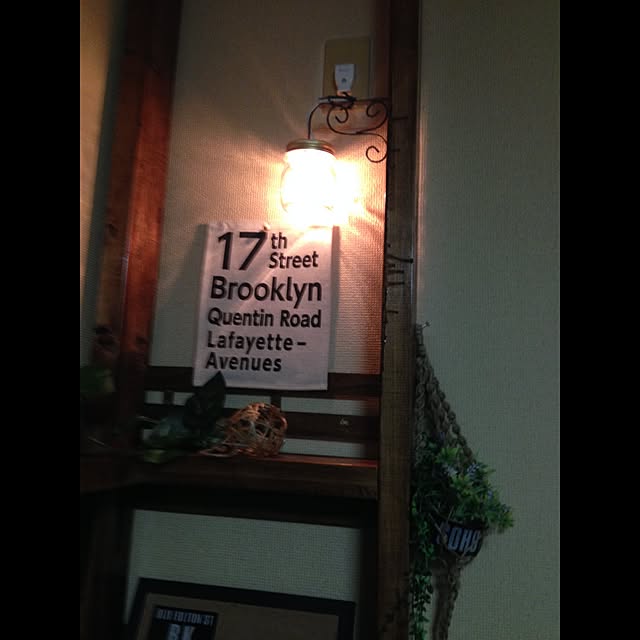 17th
Street
Brooklyn
Quentin Road
Lafayette-
Avenues